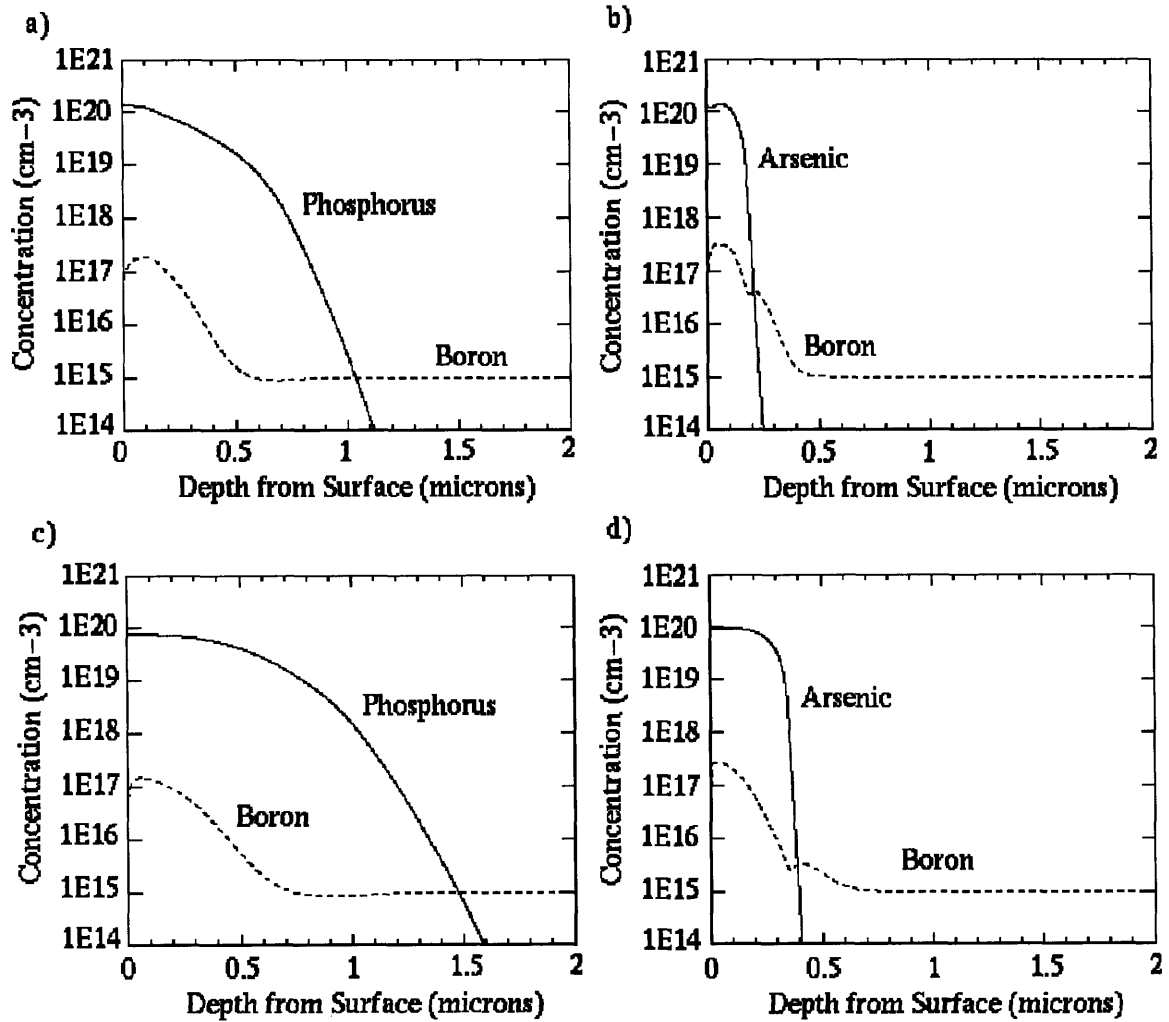 a)
1E21
1E20
1E19
1E18
1E17
1E16
1E15
1E14
Concentration (cm-3)
Phosphorus
Boron
0 0.5 1 1.5 2
Depth from Surface (microns)
b)
1E21
1E20
1E19
1E18
1E17
1E16
1E15
1E14
Concentration (cm-3)
Arsenic
Boron
0 0.5 1 1.5 2
Depth from Surface (microns)
c)
1E21
1E20
1E19
1E18
1E17
1E16
1E15
1E14
Concentration (cm-3)
Phosphorus
Boron
0 0.5 1 1.5 2
Depth from Surface (microns)
d)
1E21
1E20
1E19
1E18
1E17
1E16
1E15
1E14
Concentration (cm-3)
Arsenic
Boron
0 0.5 1 1.5 2
Depth from Surface (microns)